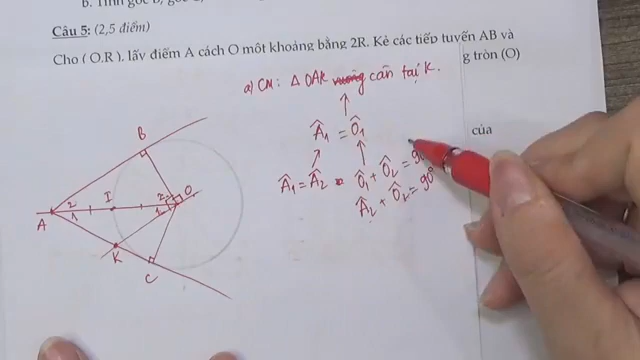 b. Tính góc B, góc
Câu 5: (2,5 điểm)
Cho ( O,R ), lấy điểm A cách O một khoảng bằng 2R. Kẻ các tiếp tuyến AB và
g tròn (O)
của
a) CM: Δ OAK vuông cân tại K.
Â₁ = Ô₁
Â₁ = Â₂ Ô₁ + Ô₂ = 90°
Â₂ + Ô₂ = 90°
B
2 I 2 O
A 1 1
K
C